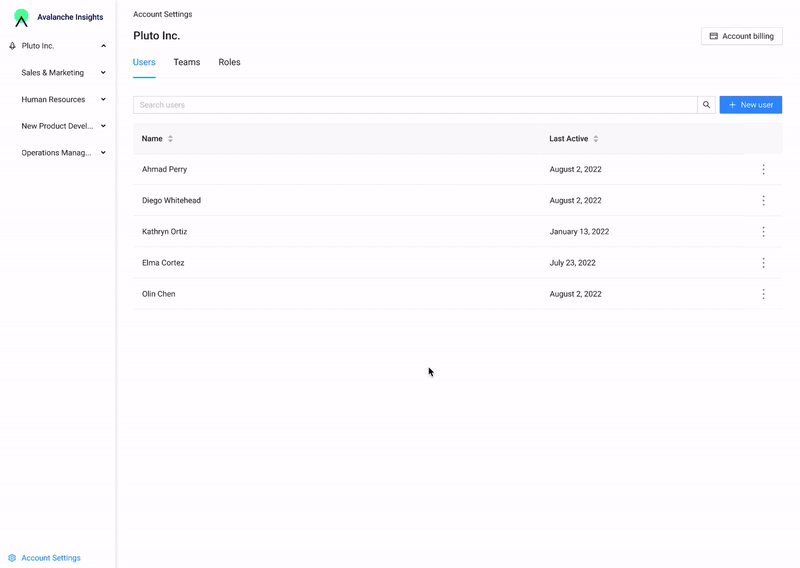 Avalanche Insights
Pluto Inc.
Sales & Marketing
Human Resources
New Product Devel...
Operations Manag...
Account Settings
Account Settings
Pluto Inc.
Account billing
Users Teams Roles
Search users
New user
Name Last Active
Ahmad Perry August 2, 2022
Diego Whitehead August 2, 2022
Kathryn Ortiz January 13, 2022
Elma Cortez July 23, 2022
Olin Chen August 2, 2022